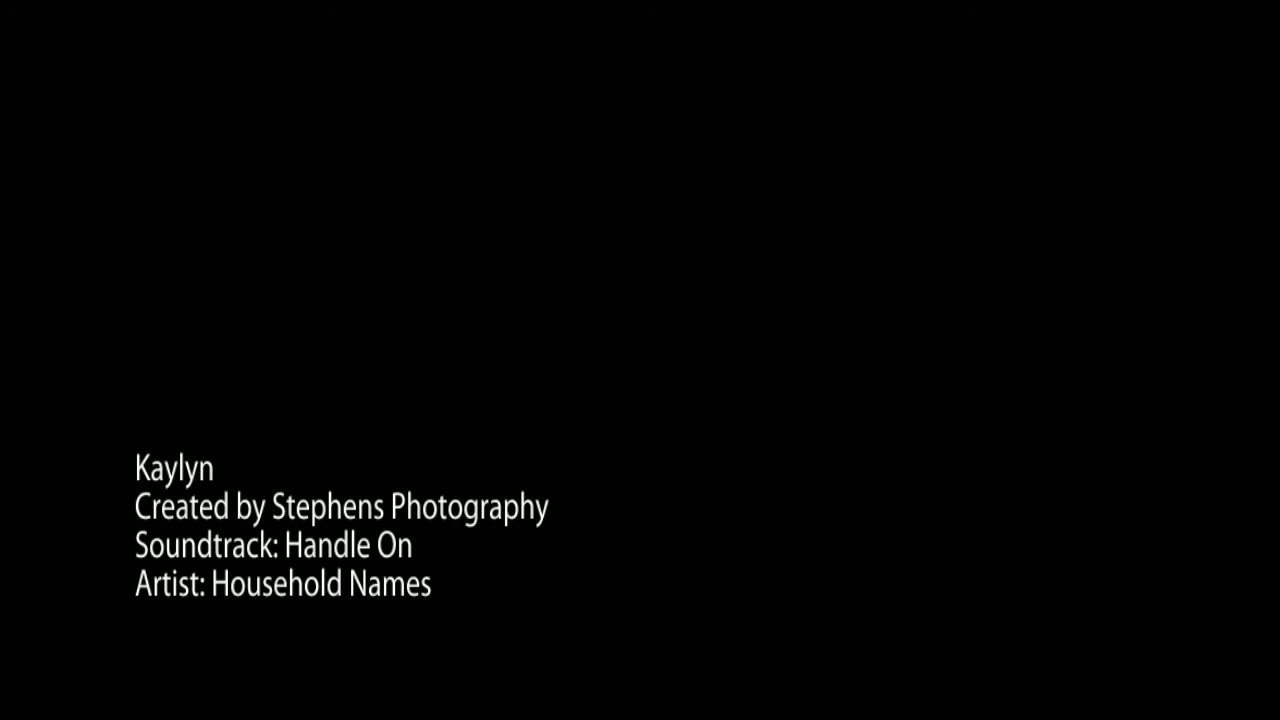 Kaylyn
Created by Stephens Photography
Soundtrack: Handle On
Artist: Household Names